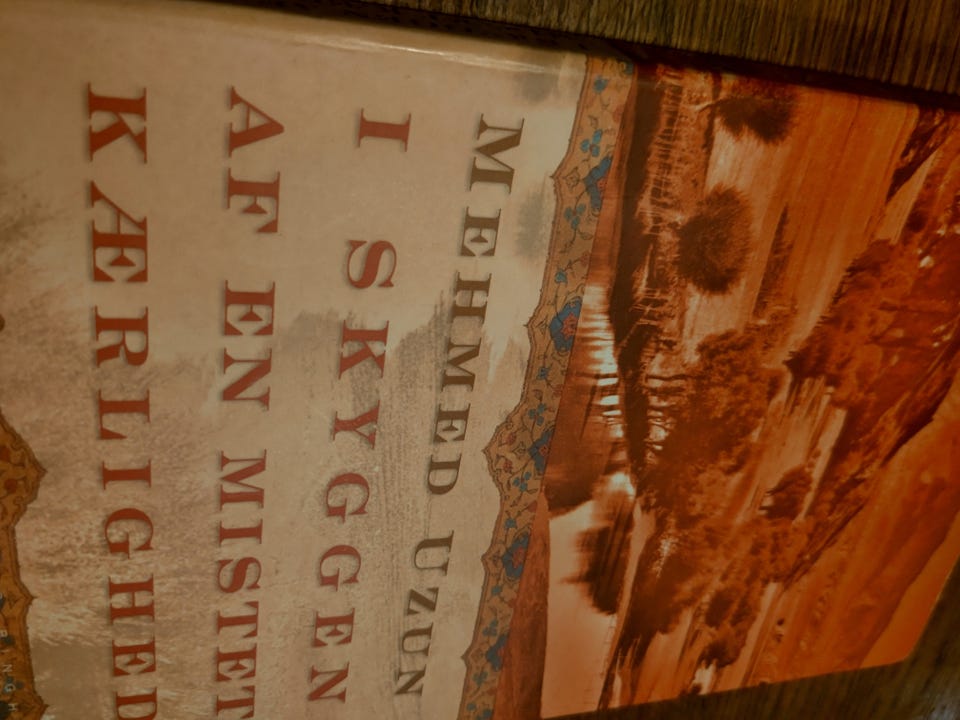 MEHMED UZUN
I SKYGGEN
AF EN MISTET
KÆRLIGHED